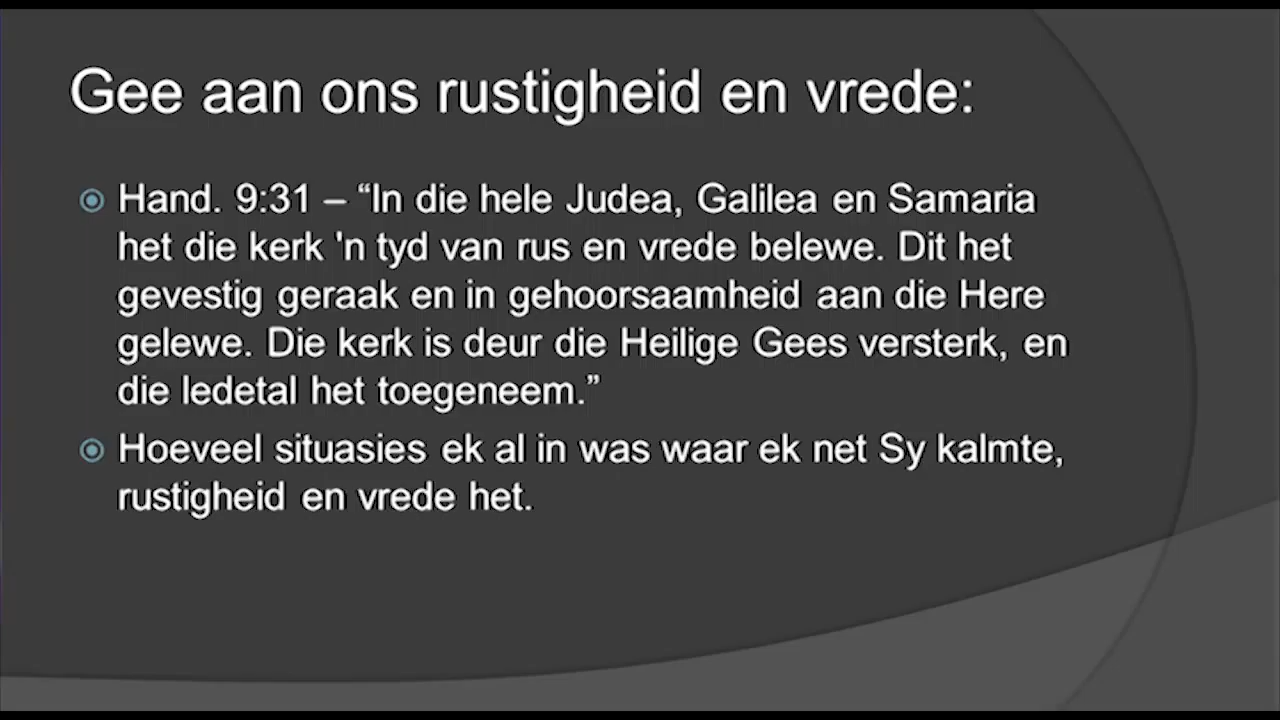 Gee aan ons rustigheid en vrede:
Hand. 9:31 – “In die hele Judea, Galilea en Samaria
het die kerk 'n tyd van rus en vrede belewe. Dit het
gevestig geraak en in gehoorsaamheid aan die Here
gelewe. Die kerk is deur die Heilige Gees versterk, en
die ledetal het toegeneem.”
Hoeveel situasies ek al in was waar ek net Sy kalmte,
rustigheid en vrede het.